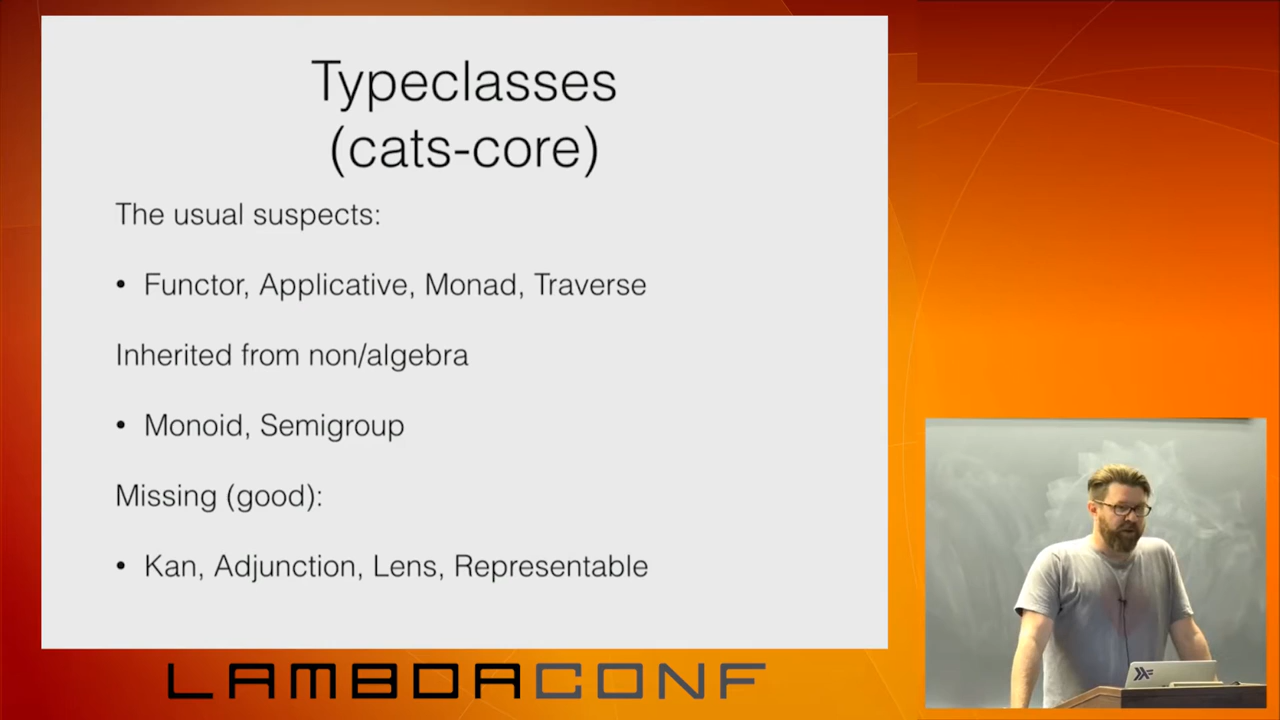 Typeclasses
(cats-core)
The usual suspects:
• Functor, Applicative, Monad, Traverse
Inherited from non/algebra
• Monoid, Semigroup
Missing (good):
• Kan, Adjunction, Lens, Representable
LAMBDACONF